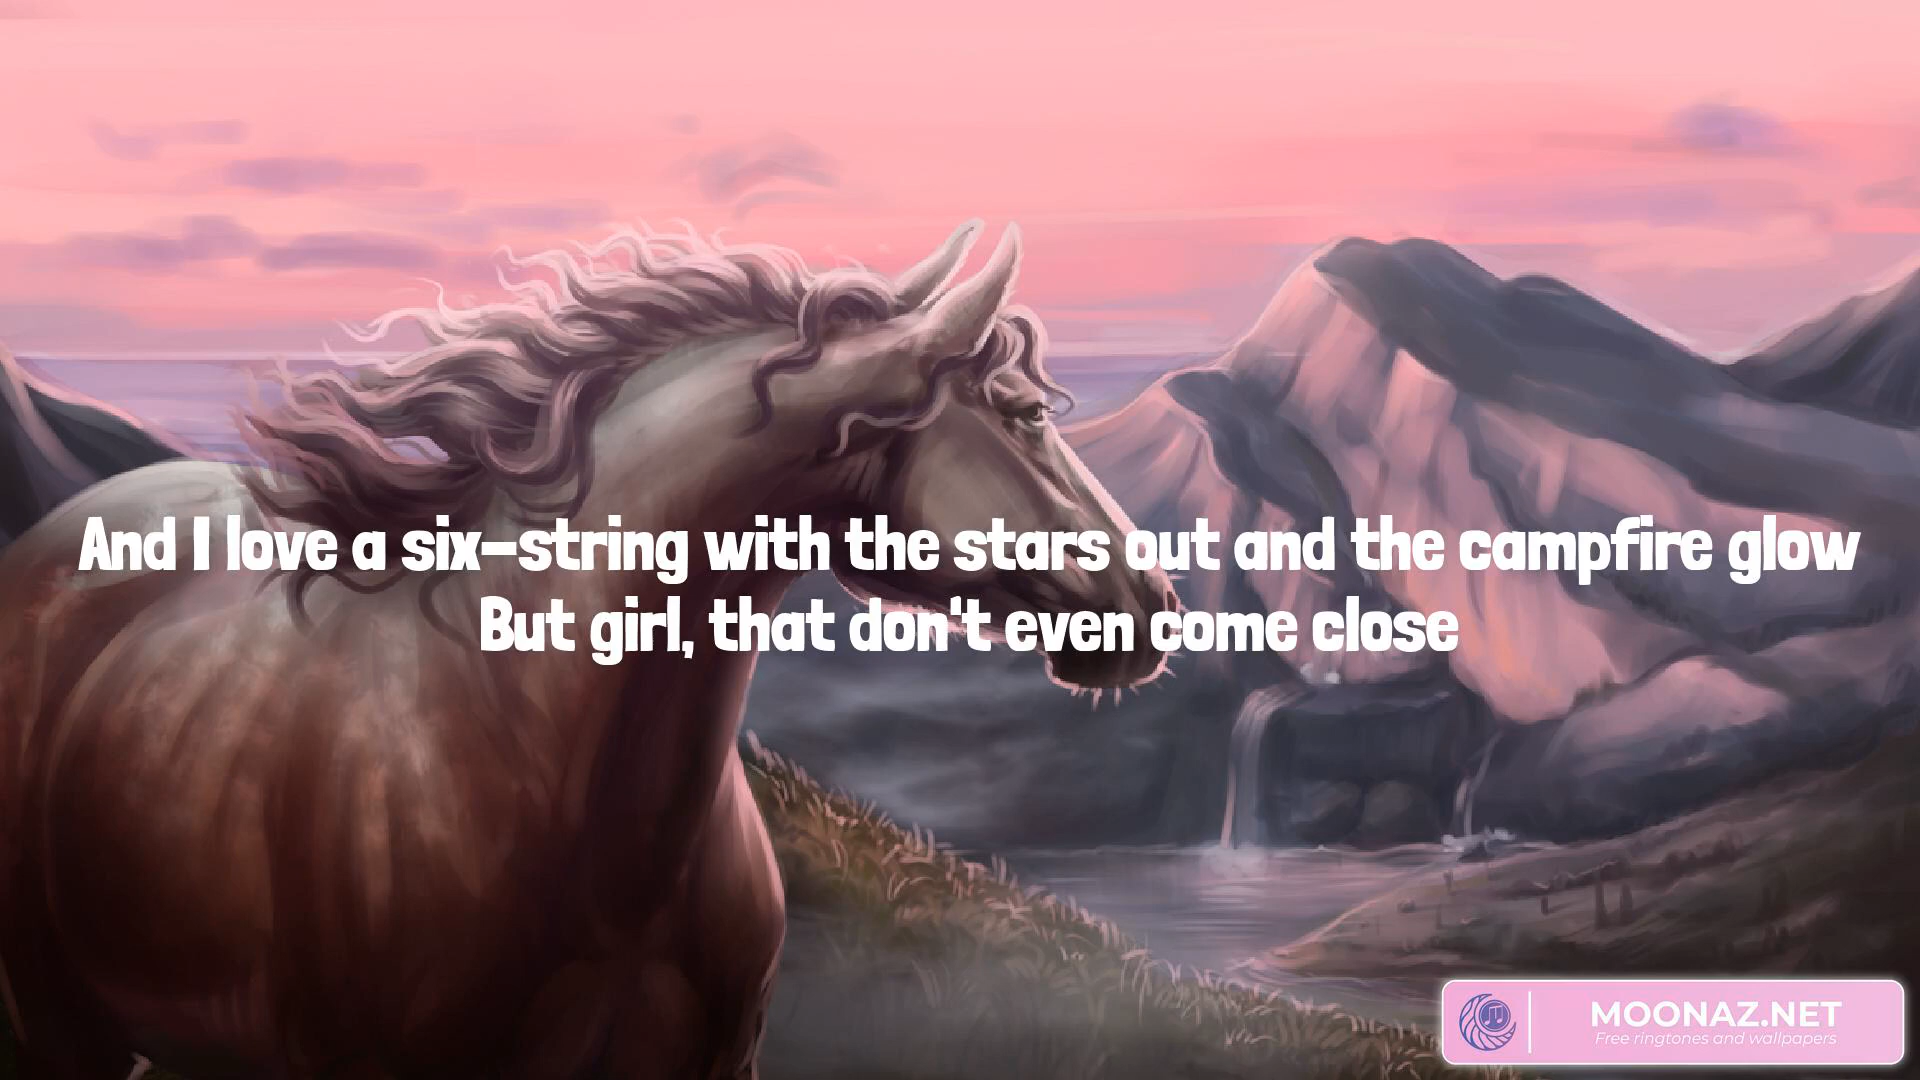 And I love a six-string with the stars out and the campfire glow
But girl, that don't even come close
MOONAZ.NET
Free ringtones and wallpapers